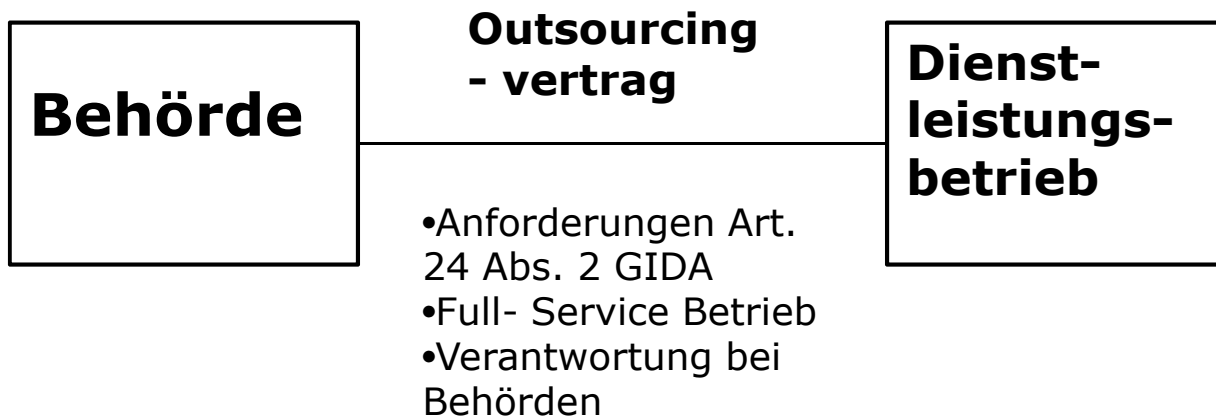 Behörde
Outsourcing
- vertrag
Dienst-
leistungs-
betrieb
•Anforderungen Art.
24 Abs. 2 GIDA
•Full- Service Betrieb
•Verantwortung bei
Behörden